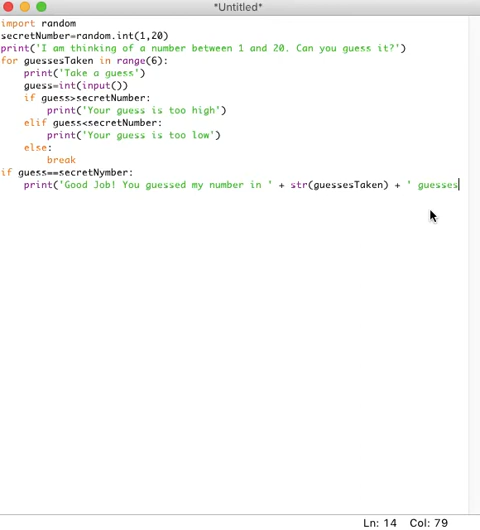 *Untitled*
import random
secretNumber=random.int(1,20)
print('I am thinking of a number between 1 and 20. Can you guess it?')
for guessesTaken in range(6):
    print('Take a guess')
    guess=int(input())
    if guess>secretNumber:
        print('Your guess is too high')
    elif guess<secretNumber:
        print('Your guess is too low')
    else:
        break
if guess==secretNymber:
    print('Good Job! You guessed my number in ' + str(guessesTaken) + ' guesses
Ln: 14 Col: 79